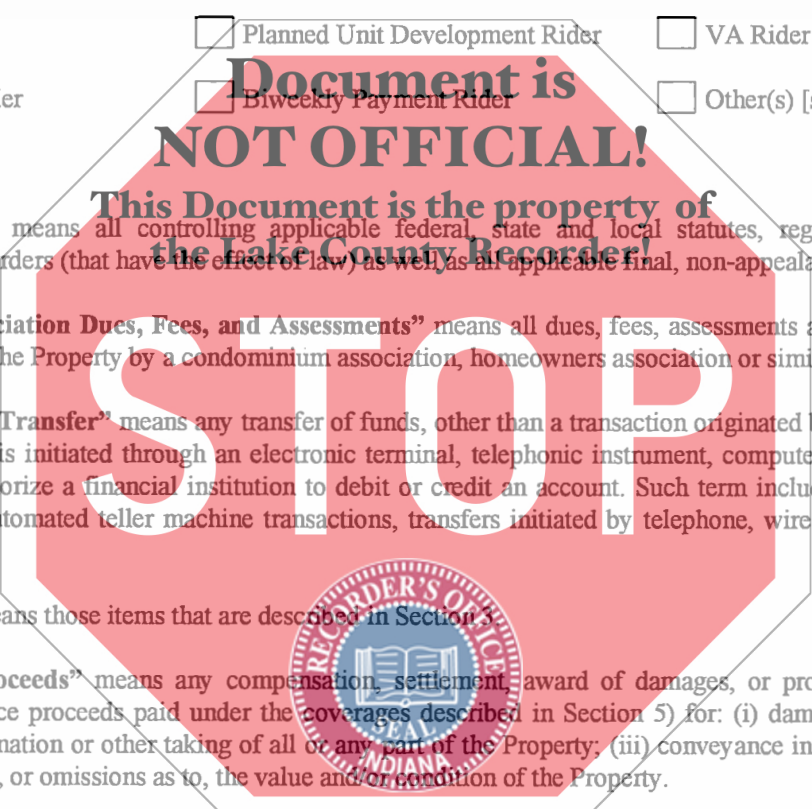 Planned Unit Development Rider VA Rider
Document is
er Biweekly Payment Rider Other(s) [s
NOT OFFICIAL!
This Document is the property of
means all controlling applicable federal, state and local statutes, reg
the Lake County Recorder!
rders (that have the effect of law) as well as all applicable final, non-appeala
STOP
ciation Dues, Fees, and Assessments” means all dues, fees, assessments a
he Property by a condominium association, homeowners association or simi
Transfer” means any transfer of funds, other than a transaction originated b
is initiated through an electronic terminal, telephonic instrument, compute
orize a financial institution to debit or credit an account. Such term inclu
utomated teller machine transactions, transfers initiated by telephone, wire
eans those items that are described in Section 3.
oceeds” means any compensation, settlement, award of damages, or pro
ce proceeds paid under the coverages described in Section 5) for: (i) dam
nation or other taking of all or any part of the Property; (iii) conveyance in
, or omissions as to, the value and/or condition of the Property.
RECORDER'S OFFICE
SEAL
INDIANA